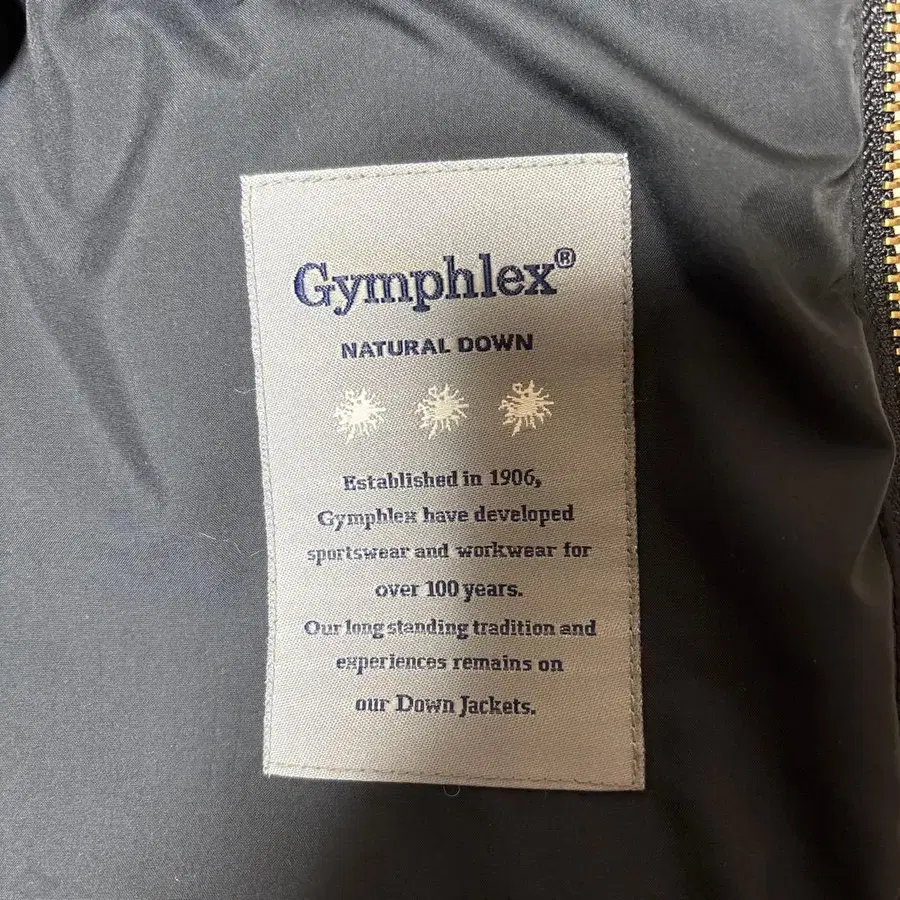 Gymphlex®
NATURAL DOWN
Established in 1906,
Gymphlex have developed
sportswear and workwear for
over 100 years.
Our long standing tradition and
experiences remains on
our Down Jackets.